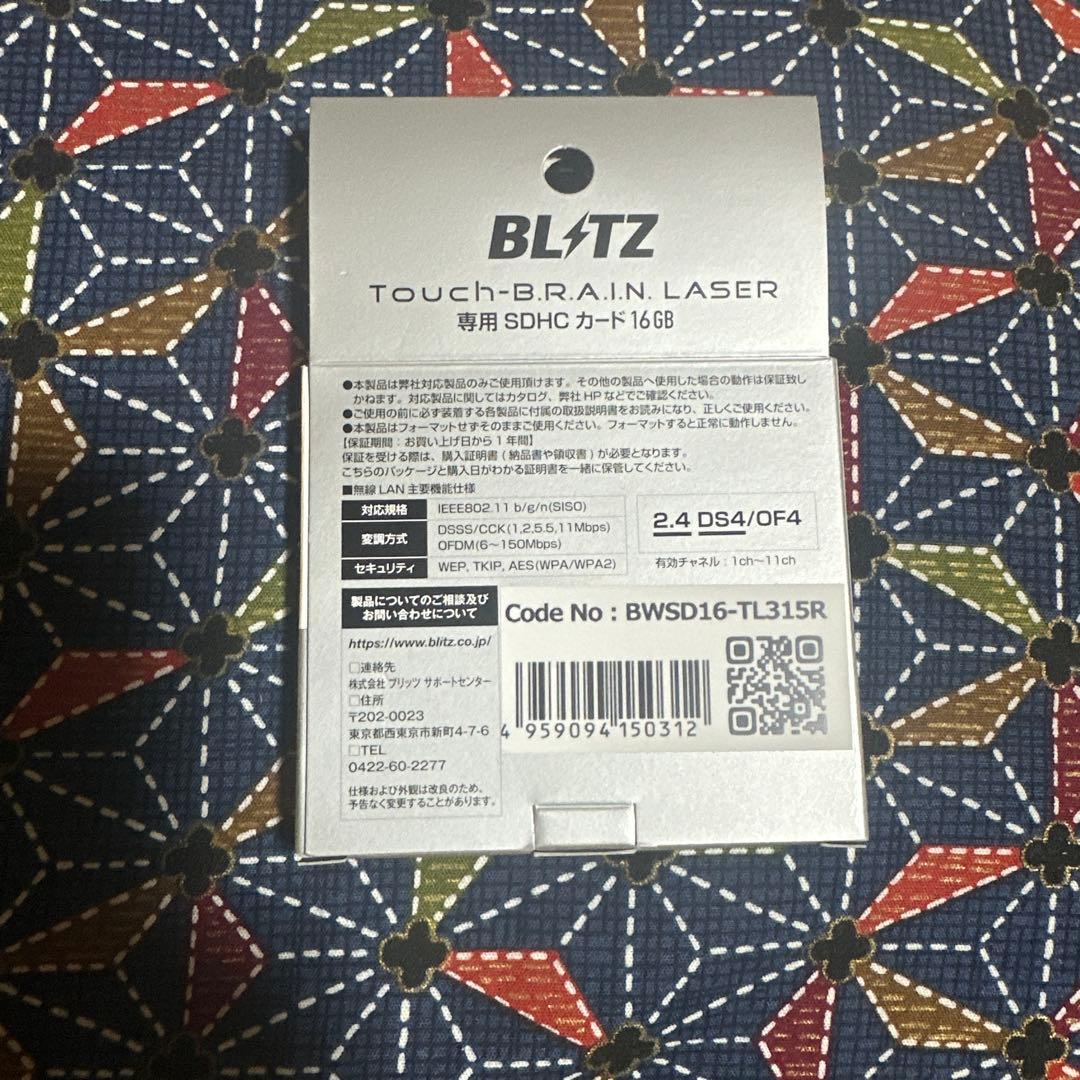 BLITZ
Touch-B.R.A.I.N. LASER
専用 SDHC カード 16GB
●本製品は弊社対応製品のみご使用頂けます。その他の製品へ使用した場合の動作は保証致し
かねます。対応製品に関してはカタログ、弊社 HP などでご確認ください。
●ご使用の前に必ず装着する各製品に付属の取扱説明書をお読みになり、正しくご使用ください。
●本製品はフォーマットせずそのままご使用ください。フォーマットすると正常に動作しません。
【保証期間：お買い上げ日から 1 年間】
保証を受ける際は、購入証明書 ( 納品書や領収書 ) が必要となります。
こちらのパッケージと購入日がわかる証明書を一緒に保管してください。
■無線 LAN 主要機能仕様
対応規格 IEEE802.11 b/g/n(SISO)
変調方式 DSSS/CCK(1,2,5.5,11Mbps)
OFDM(6～150Mbps)
セキュリティ WEP, TKIP, AES(WPA/WPA2)
2.4 DS4/OF4
有効チャネル：1ch～11ch
製品についてのご相談及び
お問い合わせについて
https://www.blitz.co.jp/
□連絡先
株式会社 ブリッツ サポートセンター
□住所
〒202-0023
東京都西東京市新町4-7-6
□TEL
0422-60-2277
仕様および外観は改良のため、
予告なく変更することがあります。
Code No : BWSD16-TL315R
4 959094 150312